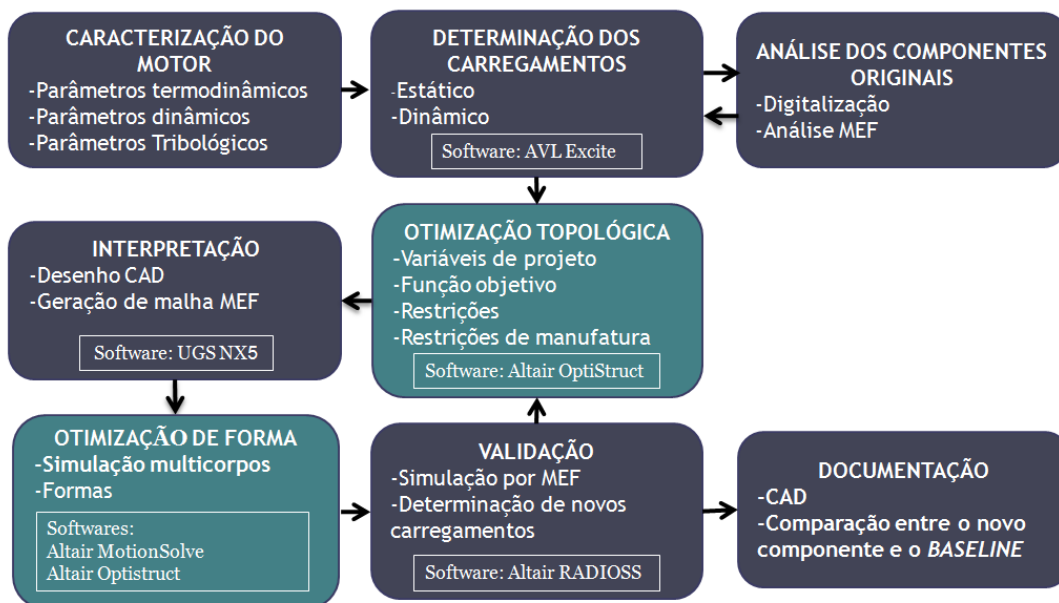 CARACTERIZAÇÃO DO
MOTOR
-Parâmetros termodinâmicos
-Parâmetros dinâmicos
-Parâmetros Tribológicos
DETERMINAÇÃO DOS
CARREGAMENTOS
-Estático
-Dinâmico
Software: AVL Excite
ANÁLISE DOS COMPONENTES
ORIGINAIS
-Digitalização
-Análise MEF
INTERPRETAÇÃO
-Desenho CAD
-Geração de malha MEF
Software: UGS NX5
OTIMIZAÇÃO TOPOLÓGICA
-Variáveis de projeto
-Função objetivo
-Restrições
-Restrições de manufatura
Software: Altair OptiStruct
OTIMIZAÇÃO DE FORMA
-Simulação multicorpos
-Formas
Softwares:
Altair MotionSolve
Altair Optistruct
VALIDAÇÃO
-Simulação por MEF
-Determinação de novos
carregamentos
Software: Altair RADIOSS
DOCUMENTAÇÃO
-CAD
-Comparação entre o novo
componente e o BASELINE